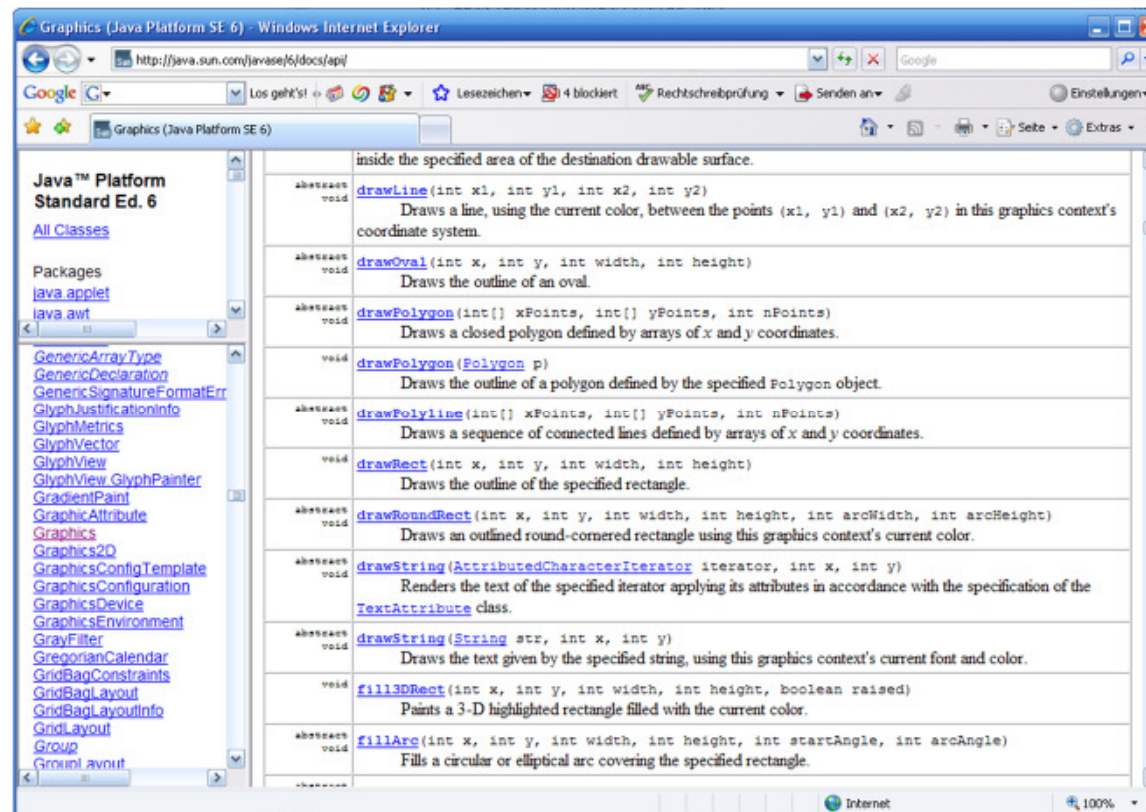 Graphics (Java Platform SE 6) - Windows Internet Explorer
http://java.sun.com/javase/6/docs/api/
Google
Google G
Los geht's!
Lesezeichen
4 blockiert
Rechtschreibprüfung
Senden an
Einstellungen
Graphics (Java Platform SE 6)
Seite
Extras
Java™ Platform
Standard Ed. 6
All Classes
Packages
java.applet
java.awt
GenericArrayType
GenericDeclaration
GenericSignatureFormatErr
GlyphJustificationInfo
GlyphMetrics
GlyphVector
GlyphView
GlyphView.GlyphPainter
GradientPaint
GraphicAttribute
Graphics
Graphics2D
GraphicsConfigTemplate
GraphicsConfiguration
GraphicsDevice
GraphicsEnvironment
GrayFilter
GregorianCalendar
GridBagConstraints
GridBagLayout
GridBagLayoutInfo
GridLayout
Group
GroupLayout
inside the specified area of the destination drawable surface.
abstract void drawLine(int x1, int y1, int x2, int y2)
Draws a line, using the current color, between the points (x1, y1) and (x2, y2) in this graphics context's
coordinate system.
abstract void drawOval(int x, int y, int width, int height)
Draws the outline of an oval.
abstract void drawPolygon(int[] xPoints, int[] yPoints, int nPoints)
Draws a closed polygon defined by arrays of x and y coordinates.
void drawPolygon(Polygon p)
Draws the outline of a polygon defined by the specified Polygon object.
abstract void drawPolyline(int[] xPoints, int[] yPoints, int nPoints)
Draws a sequence of connected lines defined by arrays of x and y coordinates.
void drawRect(int x, int y, int width, int height)
Draws the outline of the specified rectangle.
abstract void drawRoundRect(int x, int y, int width, int height, int arcWidth, int arcHeight)
Draws an outlined round-cornered rectangle using this graphics context's current color.
abstract void drawString(AttributedCharacterIterator iterator, int x, int y)
Renders the text of the specified iterator applying its attributes in accordance with the specification of the
TextAttribute class.
abstract void drawString(String str, int x, int y)
Draws the text given by the specified string, using this graphics context's current font and color.
void fill3DRect(int x, int y, int width, int height, boolean raised)
Paints a 3-D highlighted rectangle filled with the current color.
abstract void fillArc(int x, int y, int width, int height, int startAngle, int arcAngle)
Fills a circular or elliptical arc covering the specified rectangle.
Internet
100%